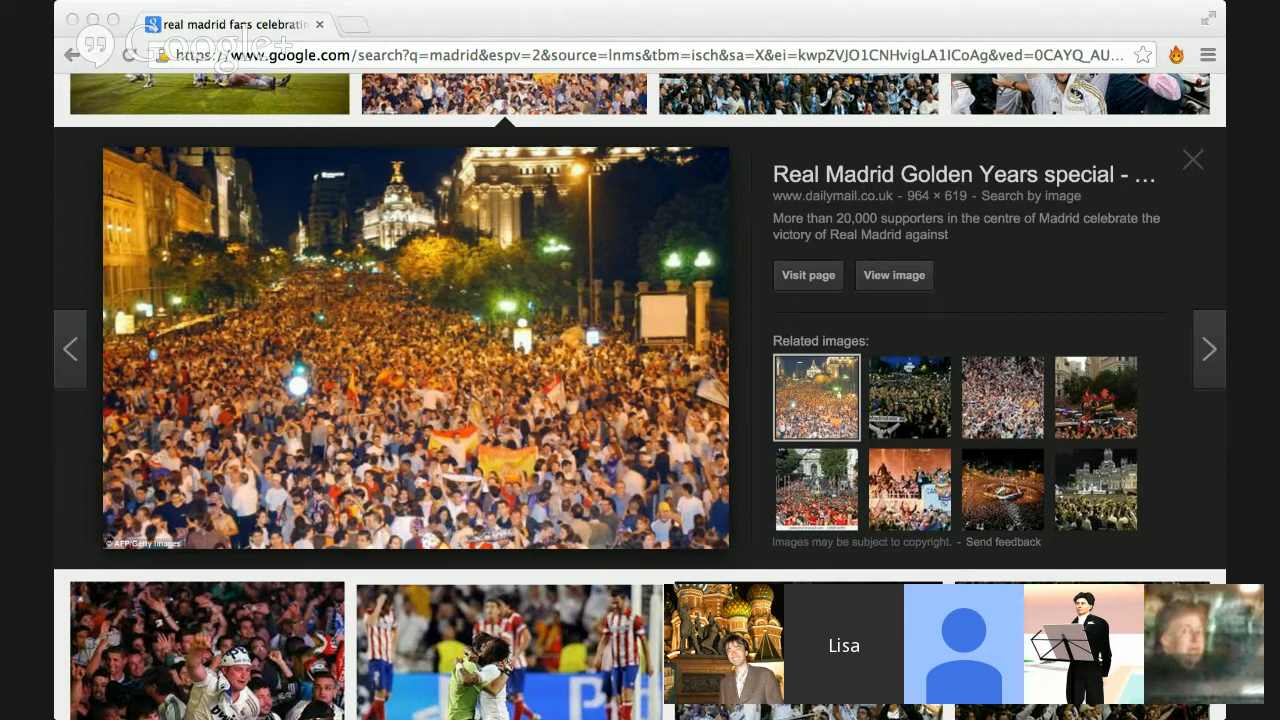 real madrid fans celebratin
Google+
https://www.google.com/search?q=madrid&espv=2&source=lnms&tbm=isch&sa=X&ei=kwpZVJO1CNHvigLA1ICoAg&ved=0CAYQ_AU...
Real Madrid Golden Years special - ...
www.dailymail.co.uk - 964 × 619 - Search by image
More than 20,000 supporters in the centre of Madrid celebrate the
victory of Real Madrid against
Visit page
View image
Related images:
© AFP/Getty Images
Images may be subject to copyright. - Send feedback
Lisa